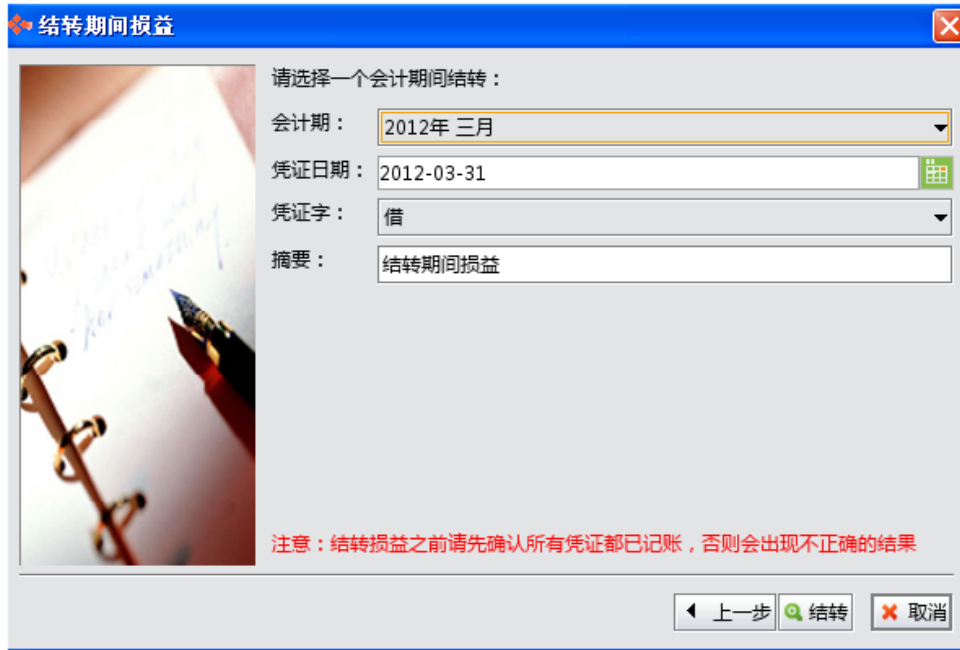 结转期间损益
请选择一个会计期间结转：
会计期：
2012年 三月
凭证日期：
2012-03-31
凭证字：
借
摘要：
结转期间损益
注意：结转损益之前请先确认所有凭证都已记账，否则会出现不正确的结果
上一步
结转
取消